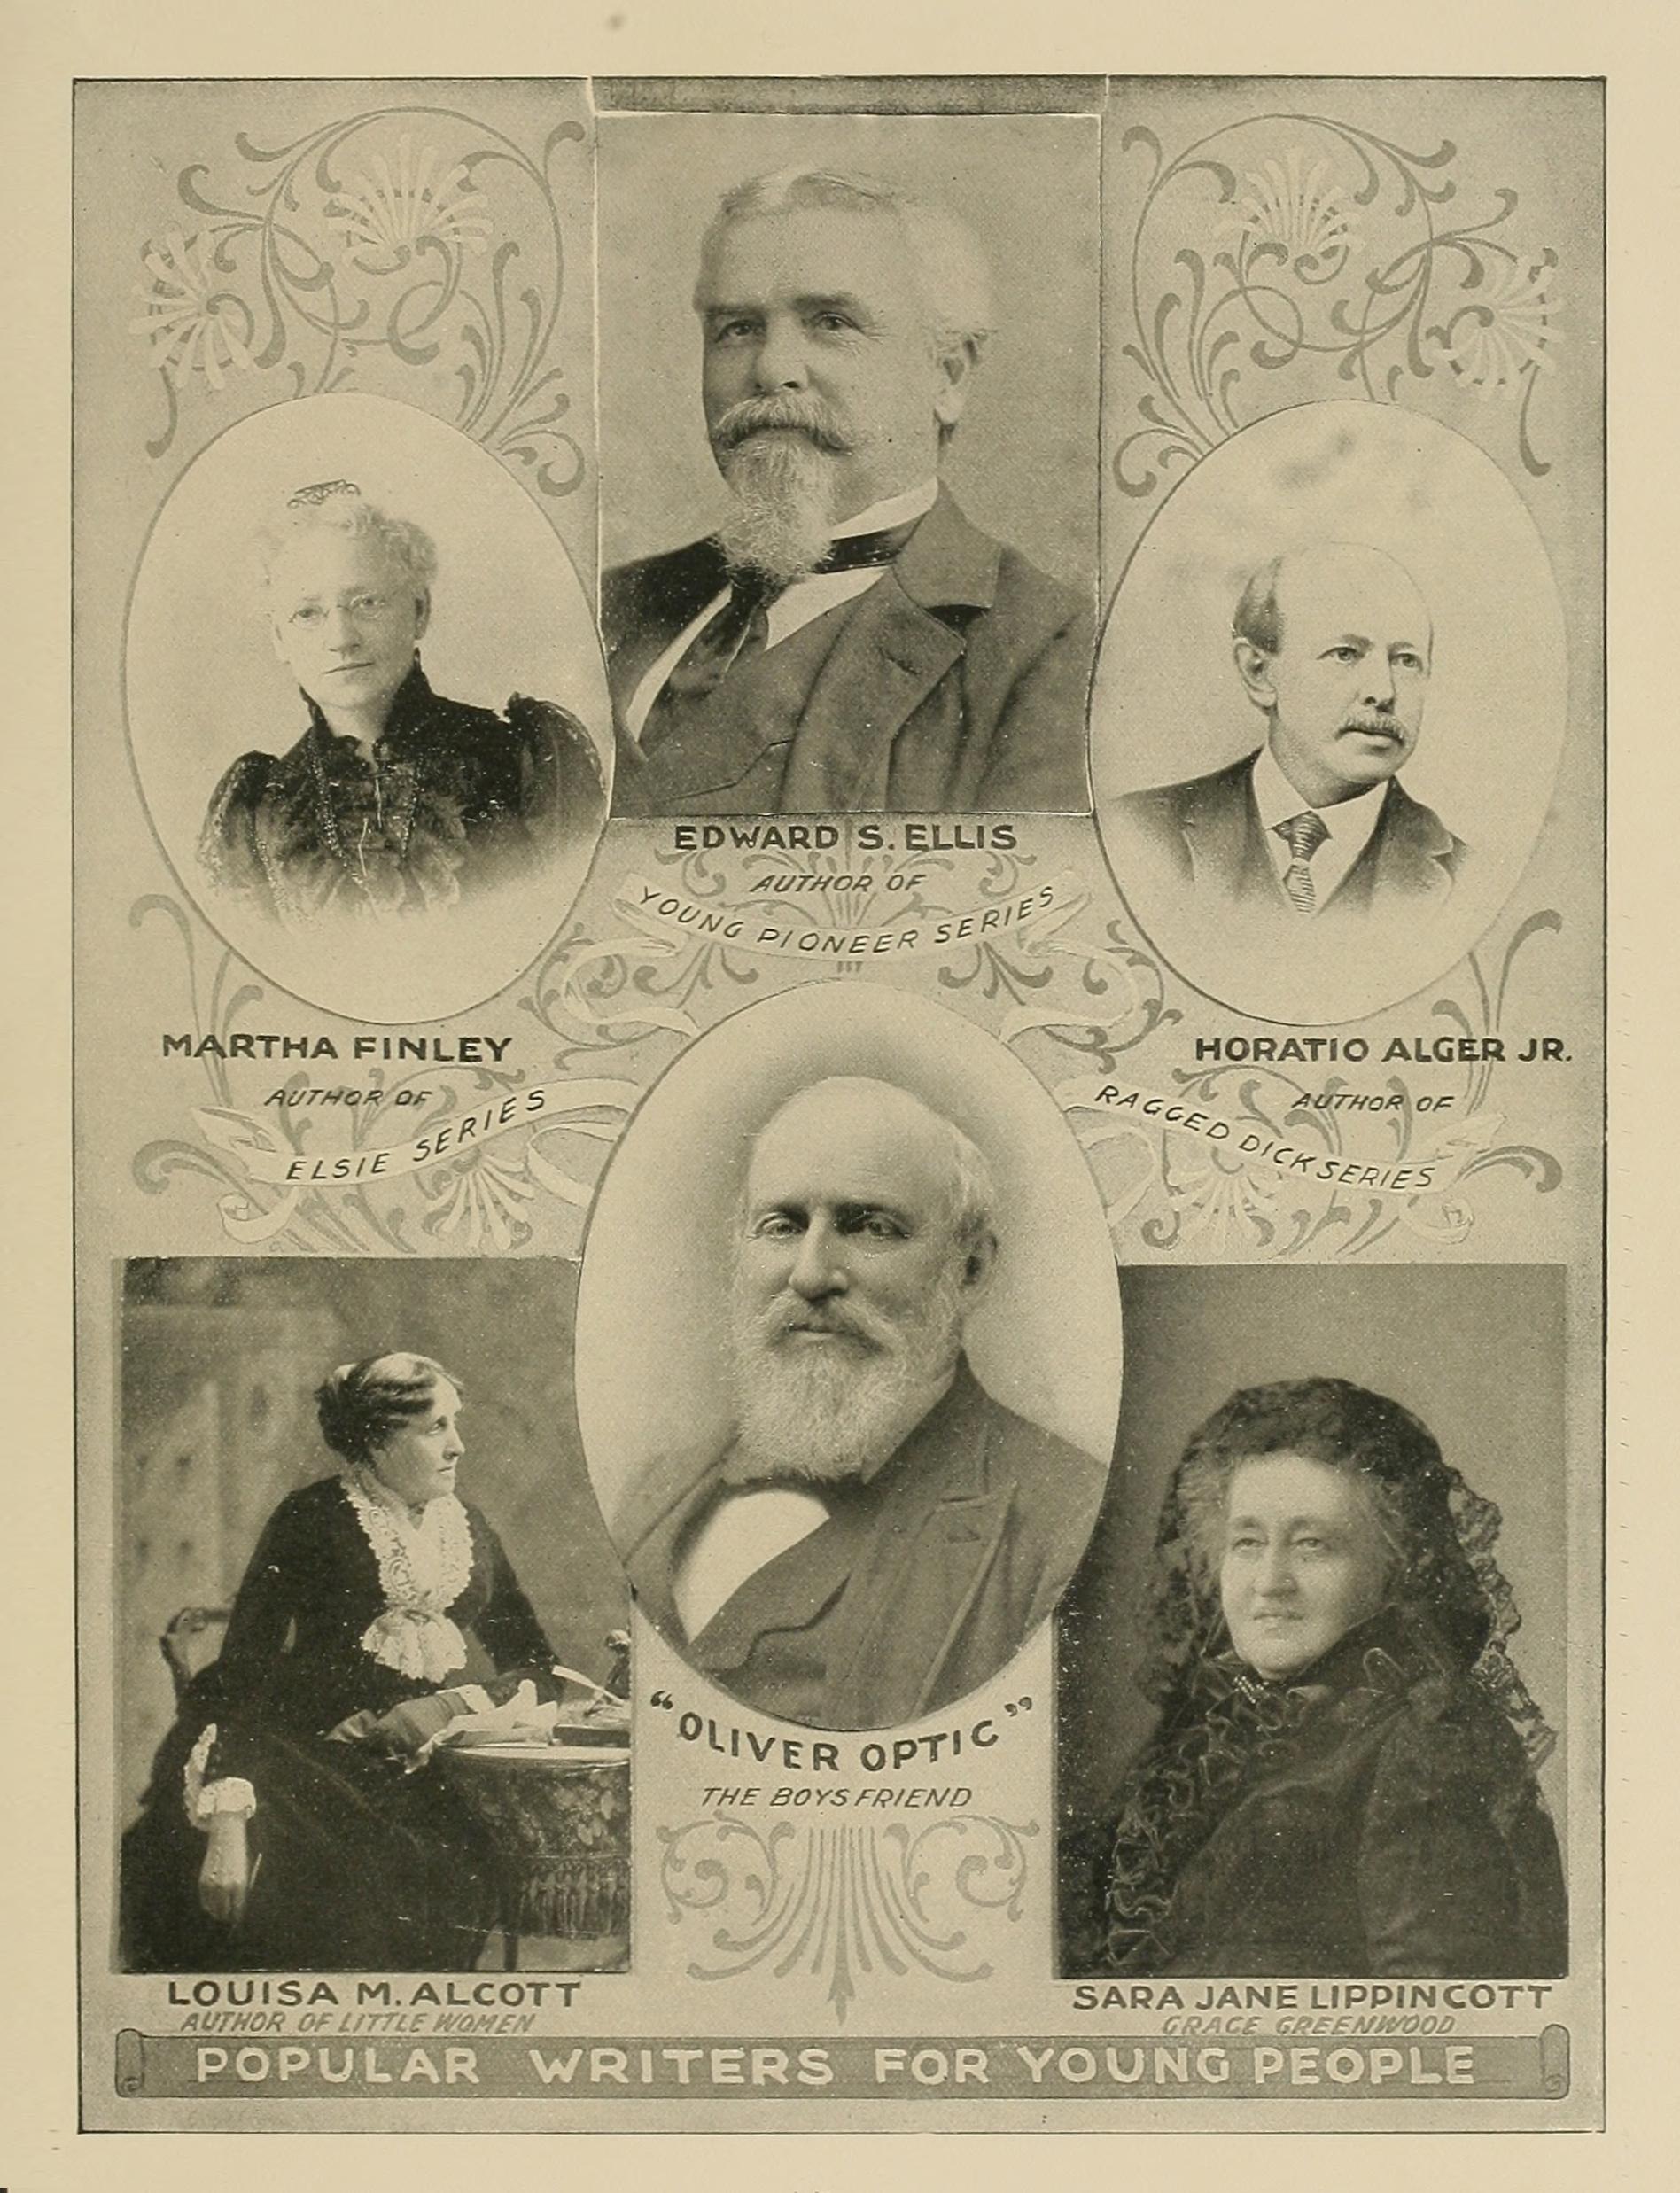 EDWARD S. ELLIS
AUTHOR OF
YOUNG PIONEER SERIES
MARTHA FINLEY
AUTHOR OF
ELSIE SERIES
HORATIO ALGER JR.
AUTHOR OF
RAGGED DICK SERIES
"OLIVER OPTIC"
THE BOYS FRIEND
LOUISA M. ALCOTT
AUTHOR OF LITTLE WOMEN
SARA JANE LIPPINCOTT
GRACE GREENWOOD
POPULAR WRITERS FOR YOUNG PEOPLE